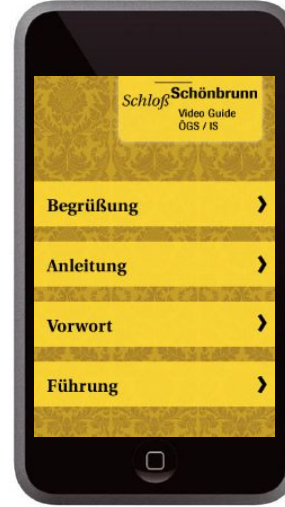 Schloß Schönbrunn
Video Guide
ÖGS / IS
Begrüßung
Anleitung
Vorwort
Führung